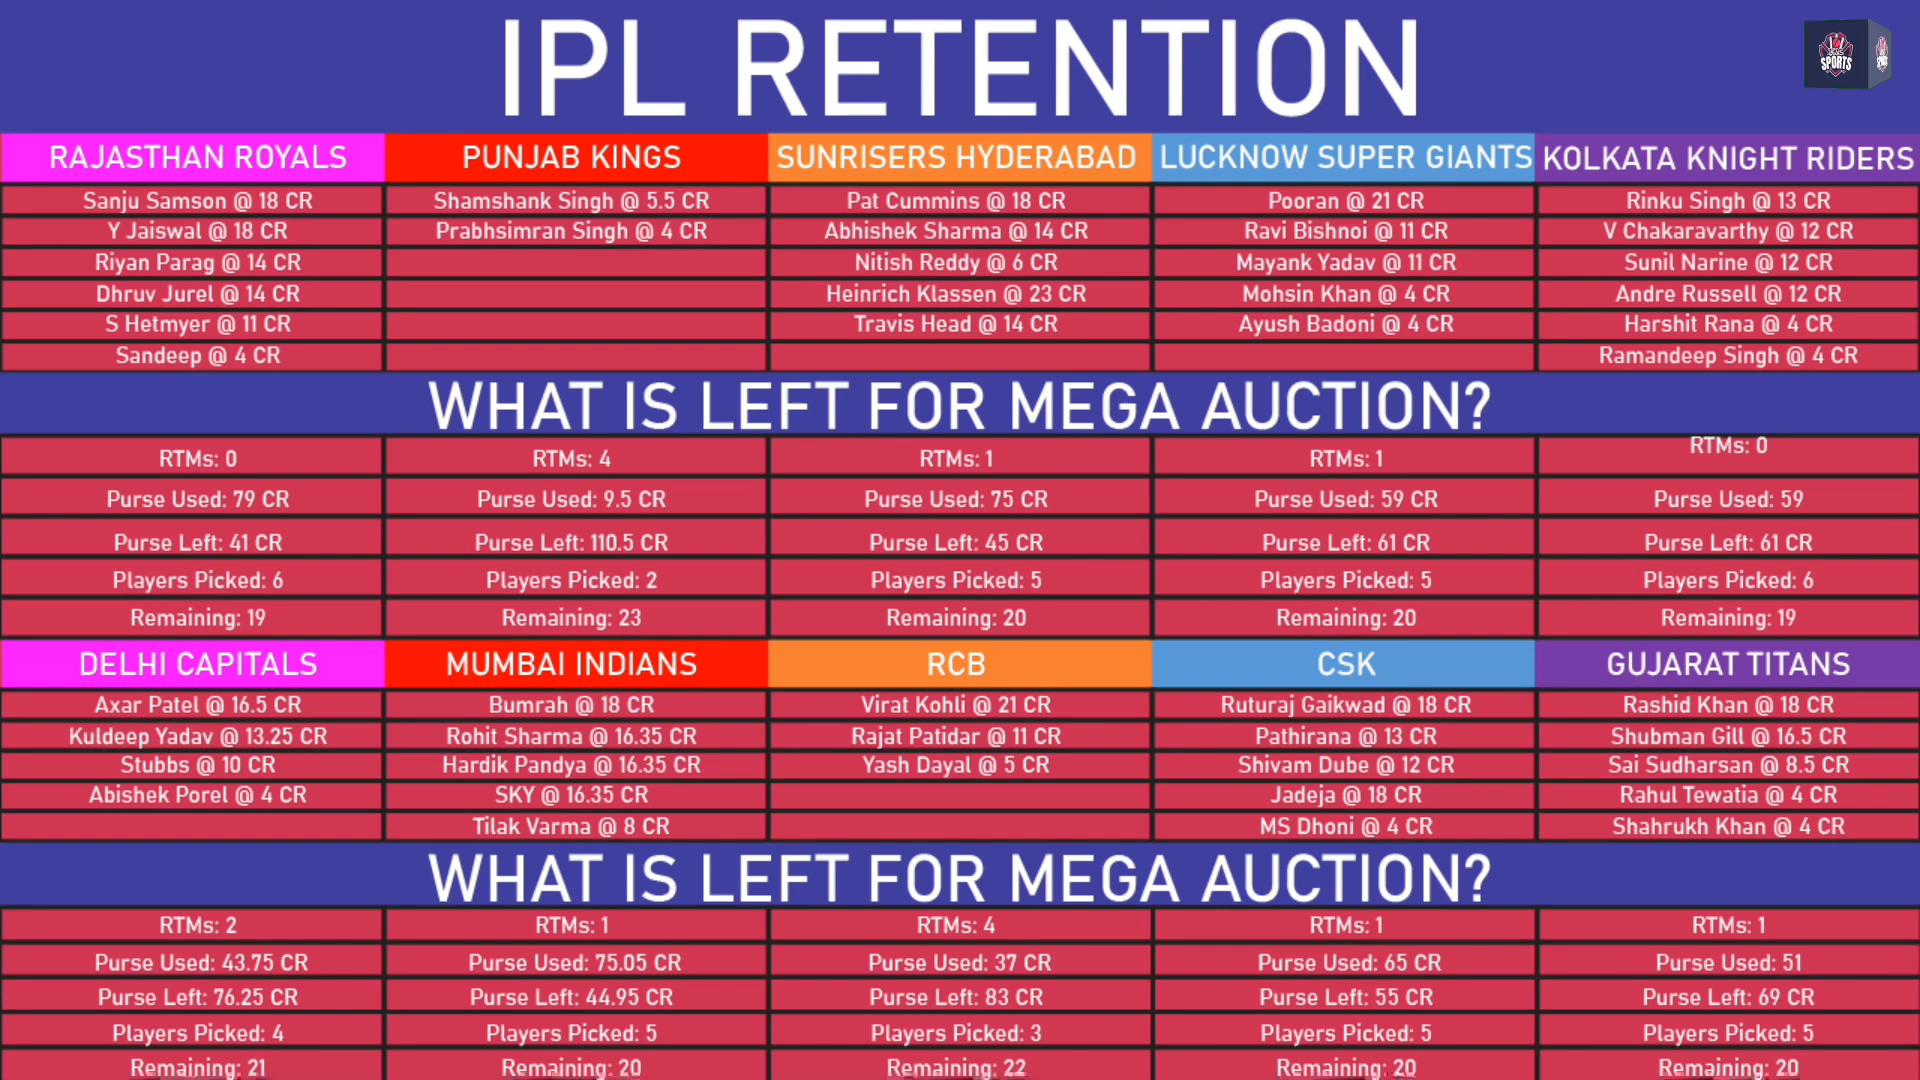 IPL RETENTION
SPORTS
RAJASTHAN ROYALS PUNJAB KINGS SUNRISERS HYDERABAD LUCKNOW SUPER GIANTS KOLKATA KNIGHT RIDERS
Sanju Samson @ 18 CR Shamshank Singh @ 5.5 CR Pat Cummins @ 18 CR Pooran @ 21 CR Rinku Singh @ 13 CR
Y Jaiswal @ 18 CR Prabhsimran Singh @ 4 CR Abhishek Sharma @ 14 CR Ravi Bishnoi @ 11 CR V Chakaravarthy @ 12 CR
Riyan Parag @ 14 CR Nitish Reddy @ 6 CR Mayank Yadav @ 11 CR Sunil Narine @ 12 CR
Dhruv Jurel @ 14 CR Heinrich Klassen @ 23 CR Mohsin Khan @ 4 CR Andre Russell @ 12 CR
S Hetmyer @ 11 CR Travis Head @ 14 CR Ayush Badoni @ 4 CR Harshit Rana @ 4 CR
Sandeep @ 4 CR Ramandeep Singh @ 4 CR
WHAT IS LEFT FOR MEGA AUCTION?
RTMs: 0 RTMs: 4 RTMs: 1 RTMs: 1 RTMs: 0
Purse Used: 79 CR Purse Used: 9.5 CR Purse Used: 75 CR Purse Used: 59 CR Purse Used: 59
Purse Left: 41 CR Purse Left: 110.5 CR Purse Left: 45 CR Purse Left: 61 CR Purse Left: 61 CR
Players Picked: 6 Players Picked: 2 Players Picked: 5 Players Picked: 5 Players Picked: 6
Remaining: 19 Remaining: 23 Remaining: 20 Remaining: 20 Remaining: 19
DELHI CAPITALS MUMBAI INDIANS RCB CSK GUJARAT TITANS
Axar Patel @ 16.5 CR Bumrah @ 18 CR Virat Kohli @ 21 CR Ruturaj Gaikwad @ 18 CR Rashid Khan @ 18 CR
Kuldeep Yadav @ 13.25 CR Rohit Sharma @ 16.35 CR Rajat Patidar @ 11 CR Pathirana @ 13 CR Shubman Gill @ 16.5 CR
Stubbs @ 10 CR Hardik Pandya @ 16.35 CR Yash Dayal @ 5 CR Shivam Dube @ 12 CR Sai Sudharsan @ 8.5 CR
Abishek Porel @ 4 CR SKY @ 16.35 CR Jadeja @ 18 CR Rahul Tewatia @ 4 CR
Tilak Varma @ 8 CR MS Dhoni @ 4 CR Shahrukh Khan @ 4 CR
WHAT IS LEFT FOR MEGA AUCTION?
RTMs: 2 RTMs: 1 RTMs: 4 RTMs: 1 RTMs: 1
Purse Used: 43.75 CR Purse Used: 75.05 CR Purse Used: 37 CR Purse Used: 65 CR Purse Used: 51
Purse Left: 76.25 CR Purse Left: 44.95 CR Purse Left: 83 CR Purse Left: 55 CR Purse Left: 69 CR
Players Picked: 4 Players Picked: 5 Players Picked: 3 Players Picked: 5 Players Picked: 5
Remaining: 21 Remaining: 20 Remaining: 22 Remaining: 20 Remaining: 20